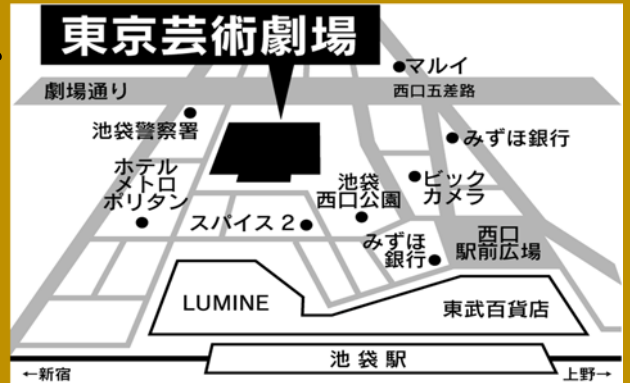 東京芸術劇場
マルイ
劇場通り
西口五差路
池袋警察署
みずほ銀行
ホテル
メトロ
ポリタン
池袋
西口公園
ビック
カメラ
スパイス2
みずほ
銀行
西口
駅前広場
LUMINE
東武百貨店
池袋駅
←新宿
上野→